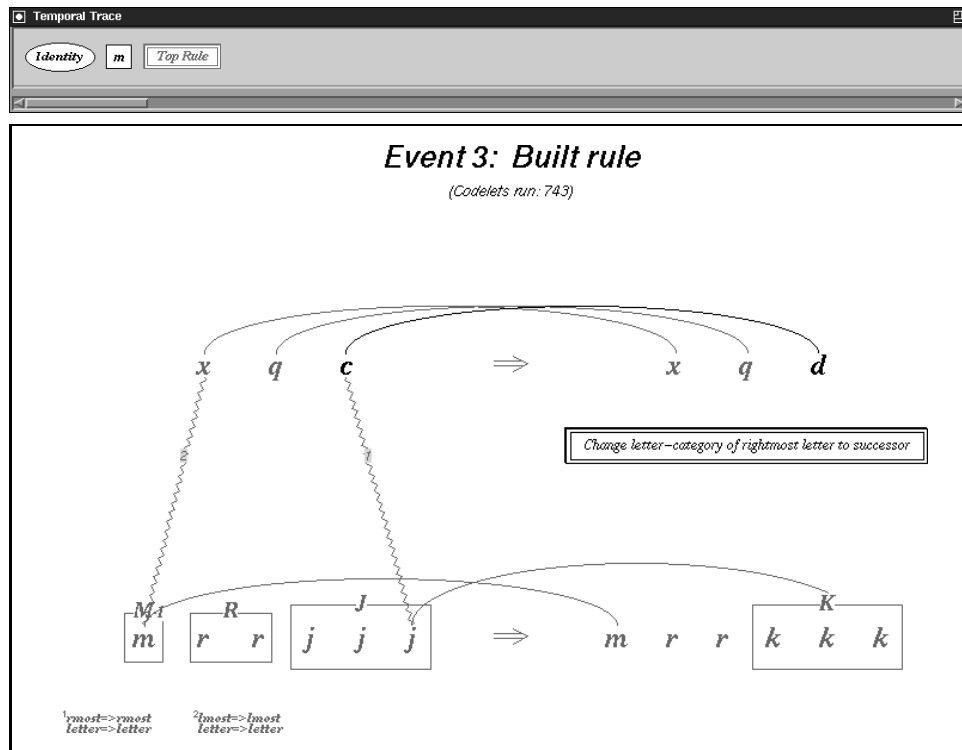 Temporal Trace
Identity m Top Rule
Event 3: Built rule
(Codelets run: 743)
x q c ⇒ x q d
2 1
Change letter-category of rightmost letter to successor
M 1 R J K
m r r j j j ⇒ m r r k k k
1rmost=>rmost 2lmost=>lmost
letter=>letter letter=>letter